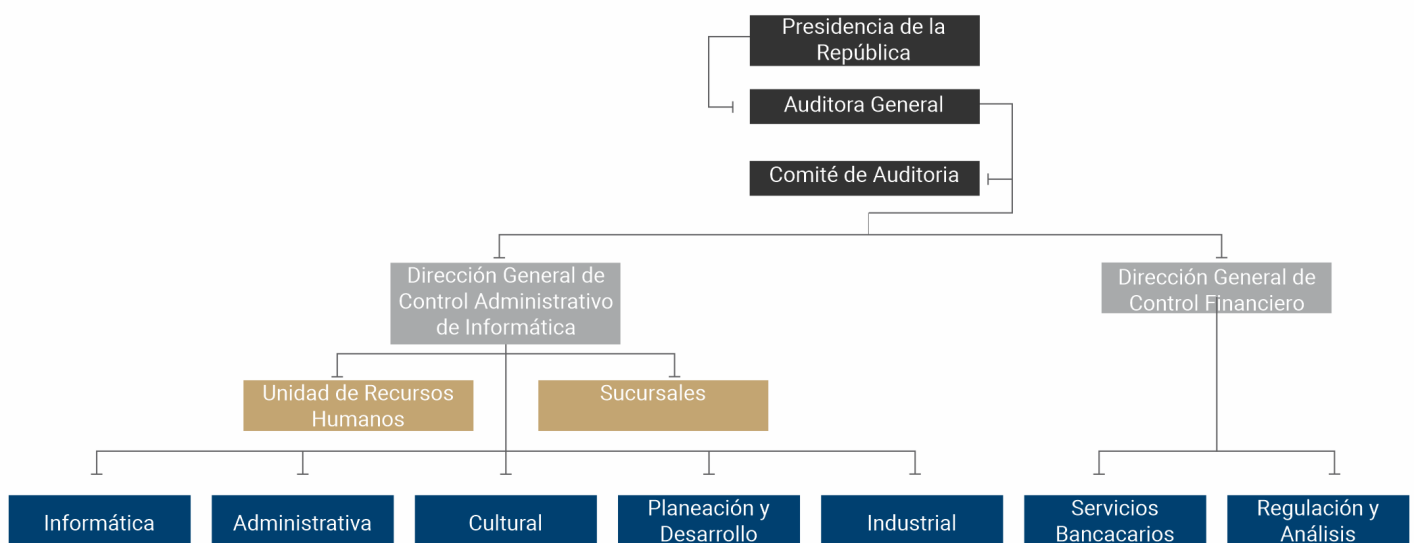 Presidencia de la
República
Auditora General
Comité de Auditoria
Dirección General de
Control Administrativo
de Informática
Dirección General de
Control Financiero
Unidad de Recursos
Humanos
Sucursales
Informática
Administrativa
Cultural
Planeación y
Desarrollo
Industrial
Servicios
Bancacarios
Regulación y
Análisis